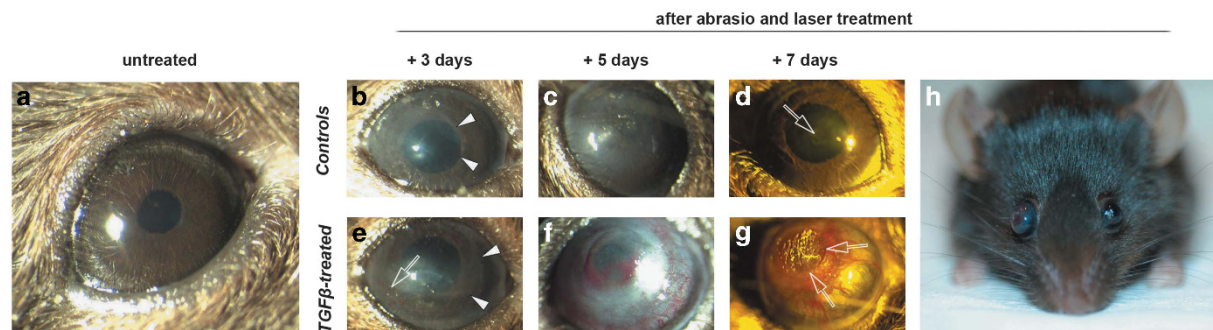 after abrasio and laser treatment
untreated
+ 3 days
+ 5 days
+ 7 days
a
b
c
d
h
Controls
e
f
g
TGFβ-treated